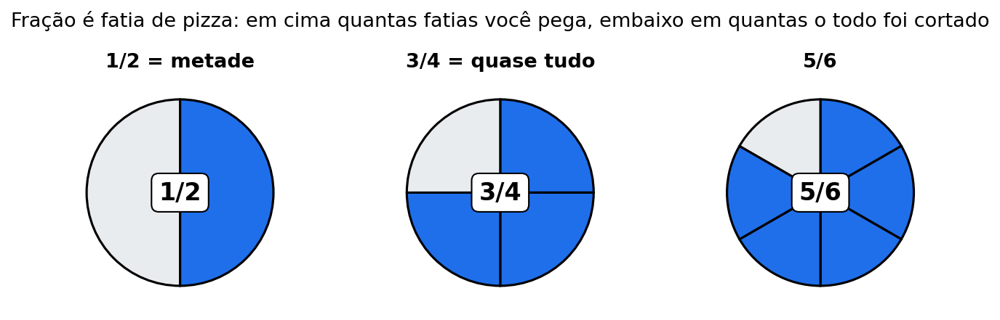 Fração é fatia de pizza: em cima quantas fatias você pega, embaixo em quantas o todo foi cortado
1/2 = metade
3/4 = quase tudo
5/6
1/2
3/4
5/6